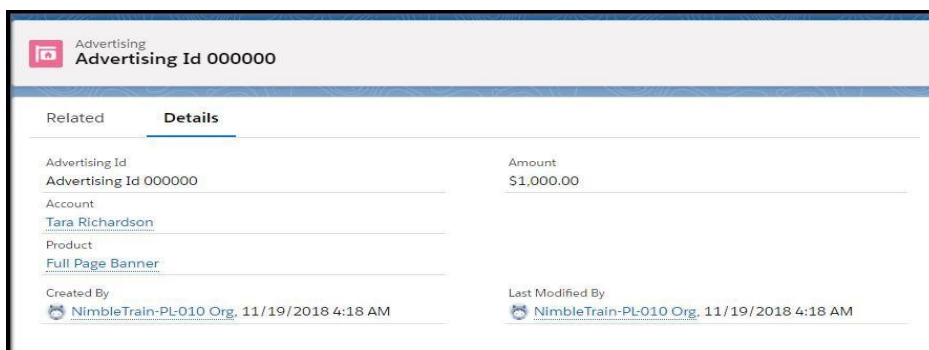 Advertising
Advertising Id 000000
Related Details
Advertising Id
Advertising Id 000000
Amount
$1,000.00
Account
Tara Richardson
Product
Full Page Banner
Created By
NimbleTrain-PL-010 Org, 11/19/2018 4:18 AM
Last Modified By
NimbleTrain-PL-010 Org, 11/19/2018 4:18 AM